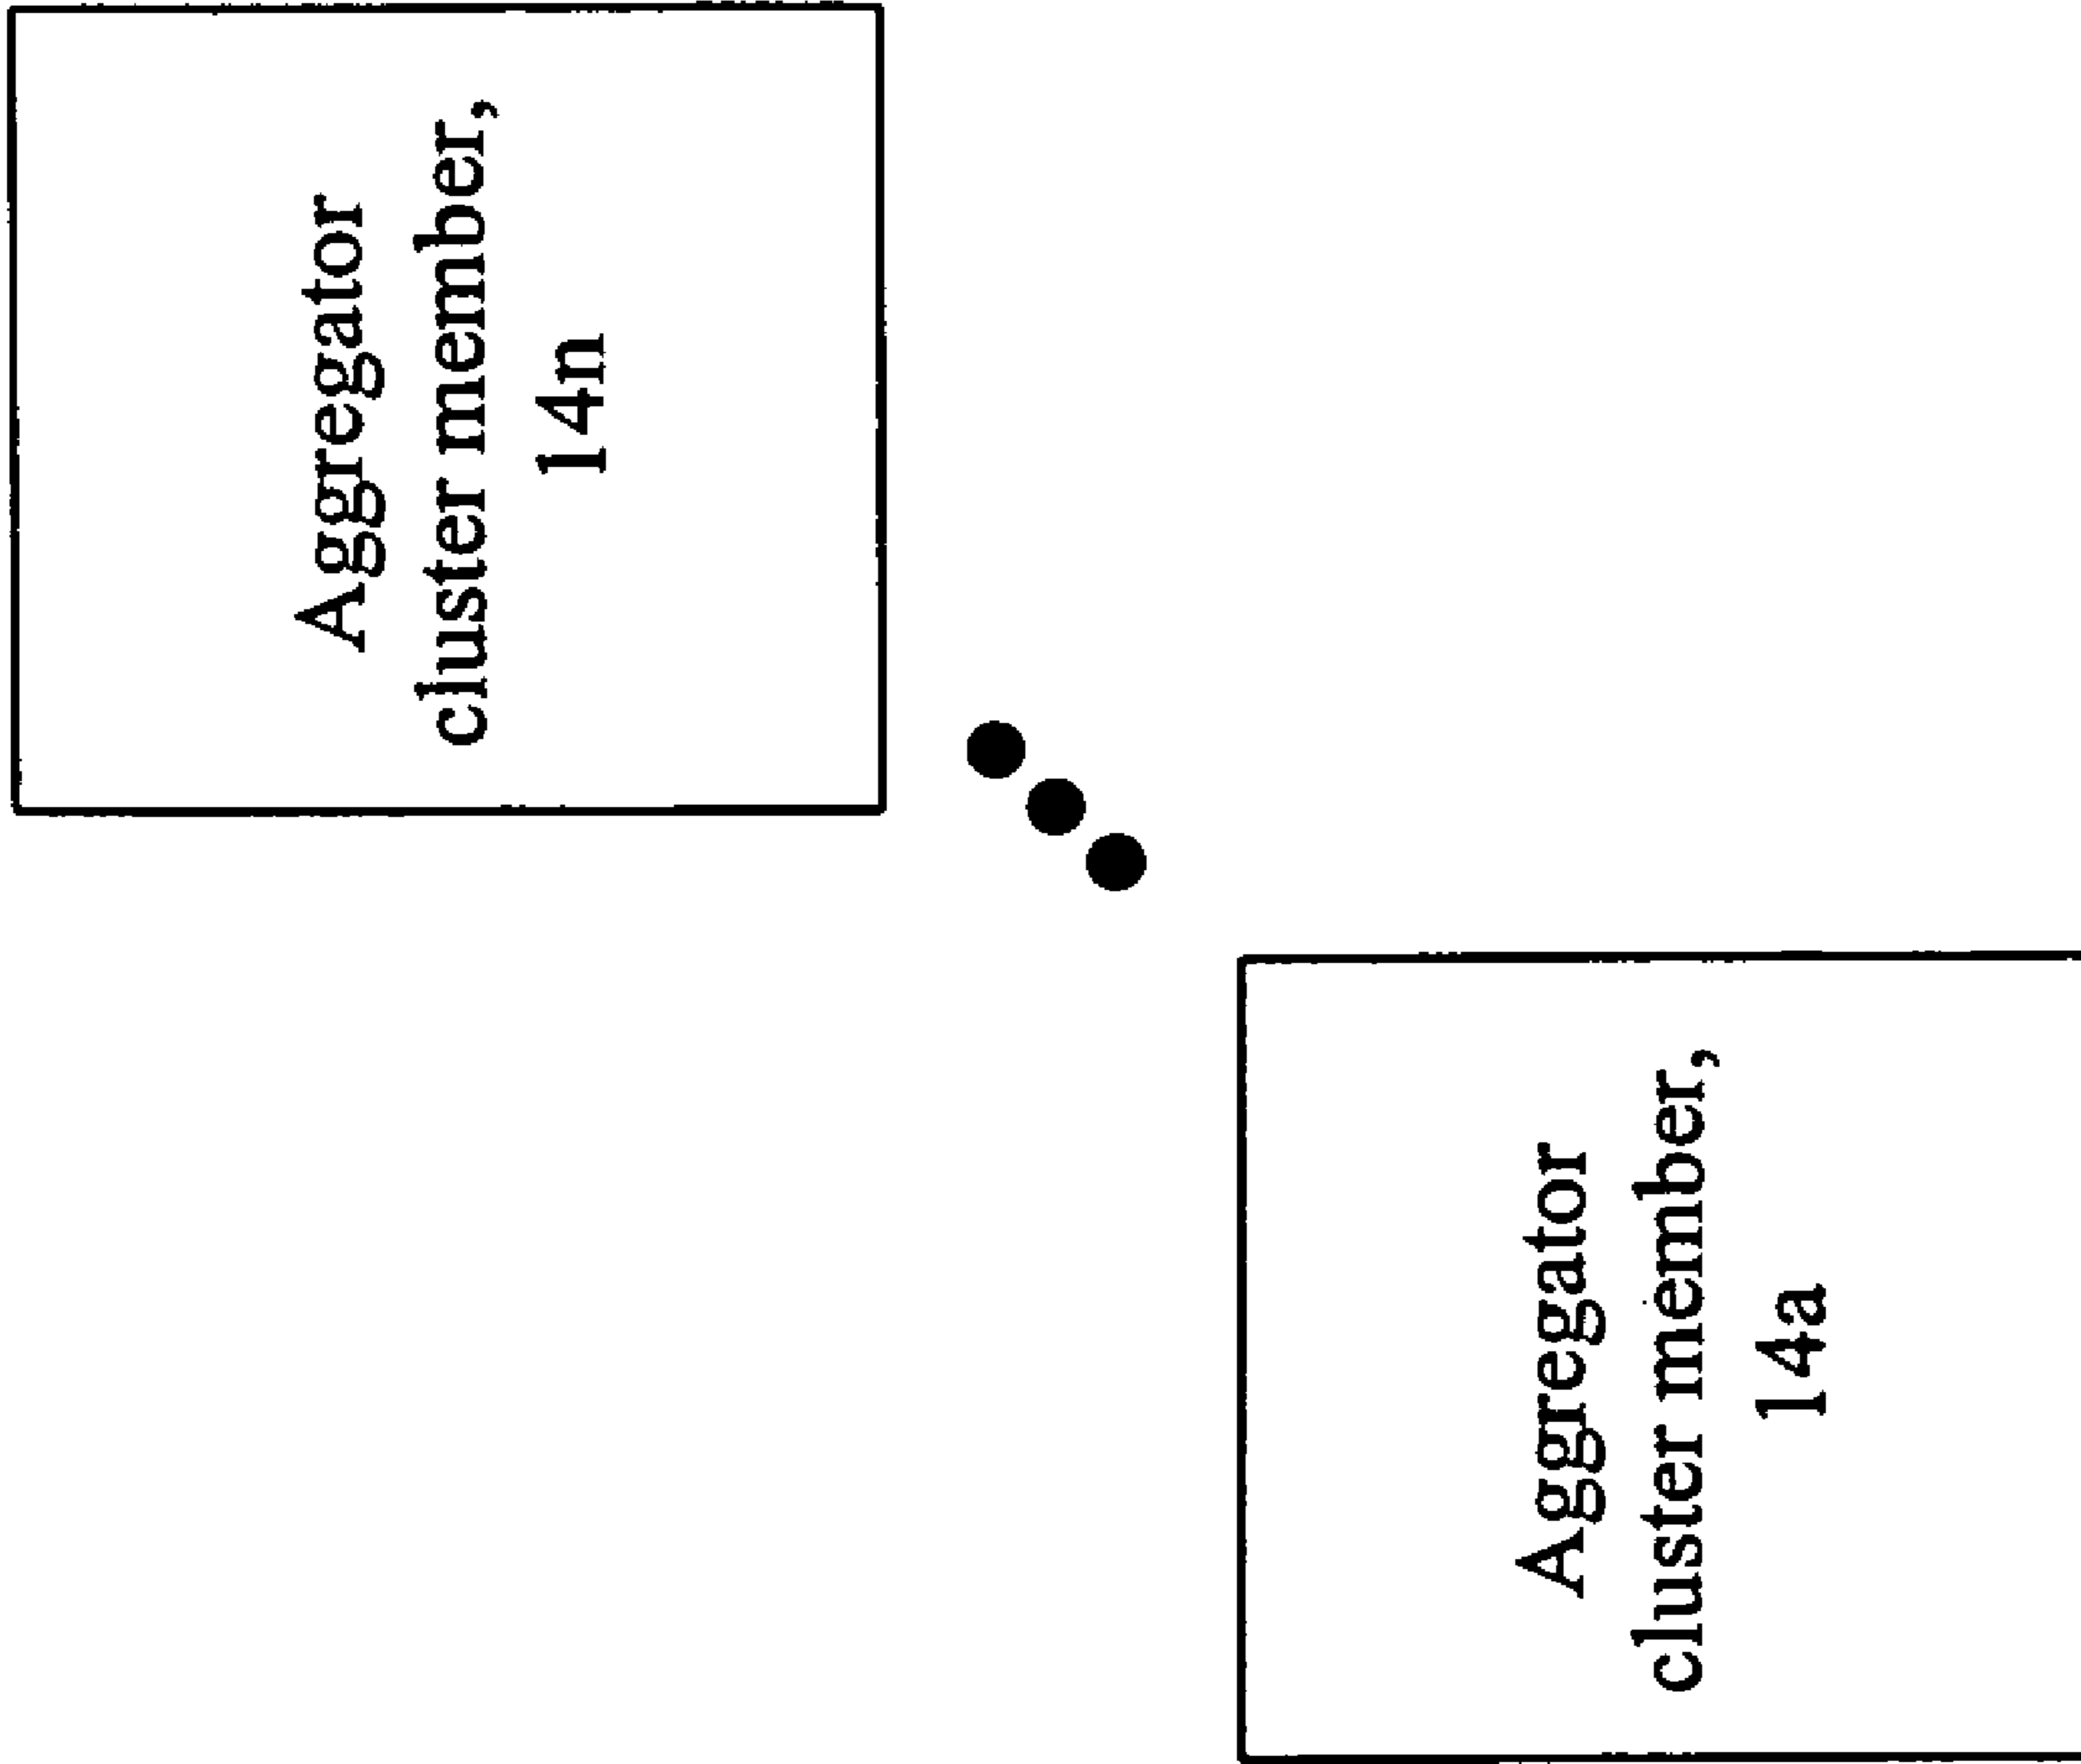 Aggregator
cluster member,
14n
Aggregator
cluster member,
14a